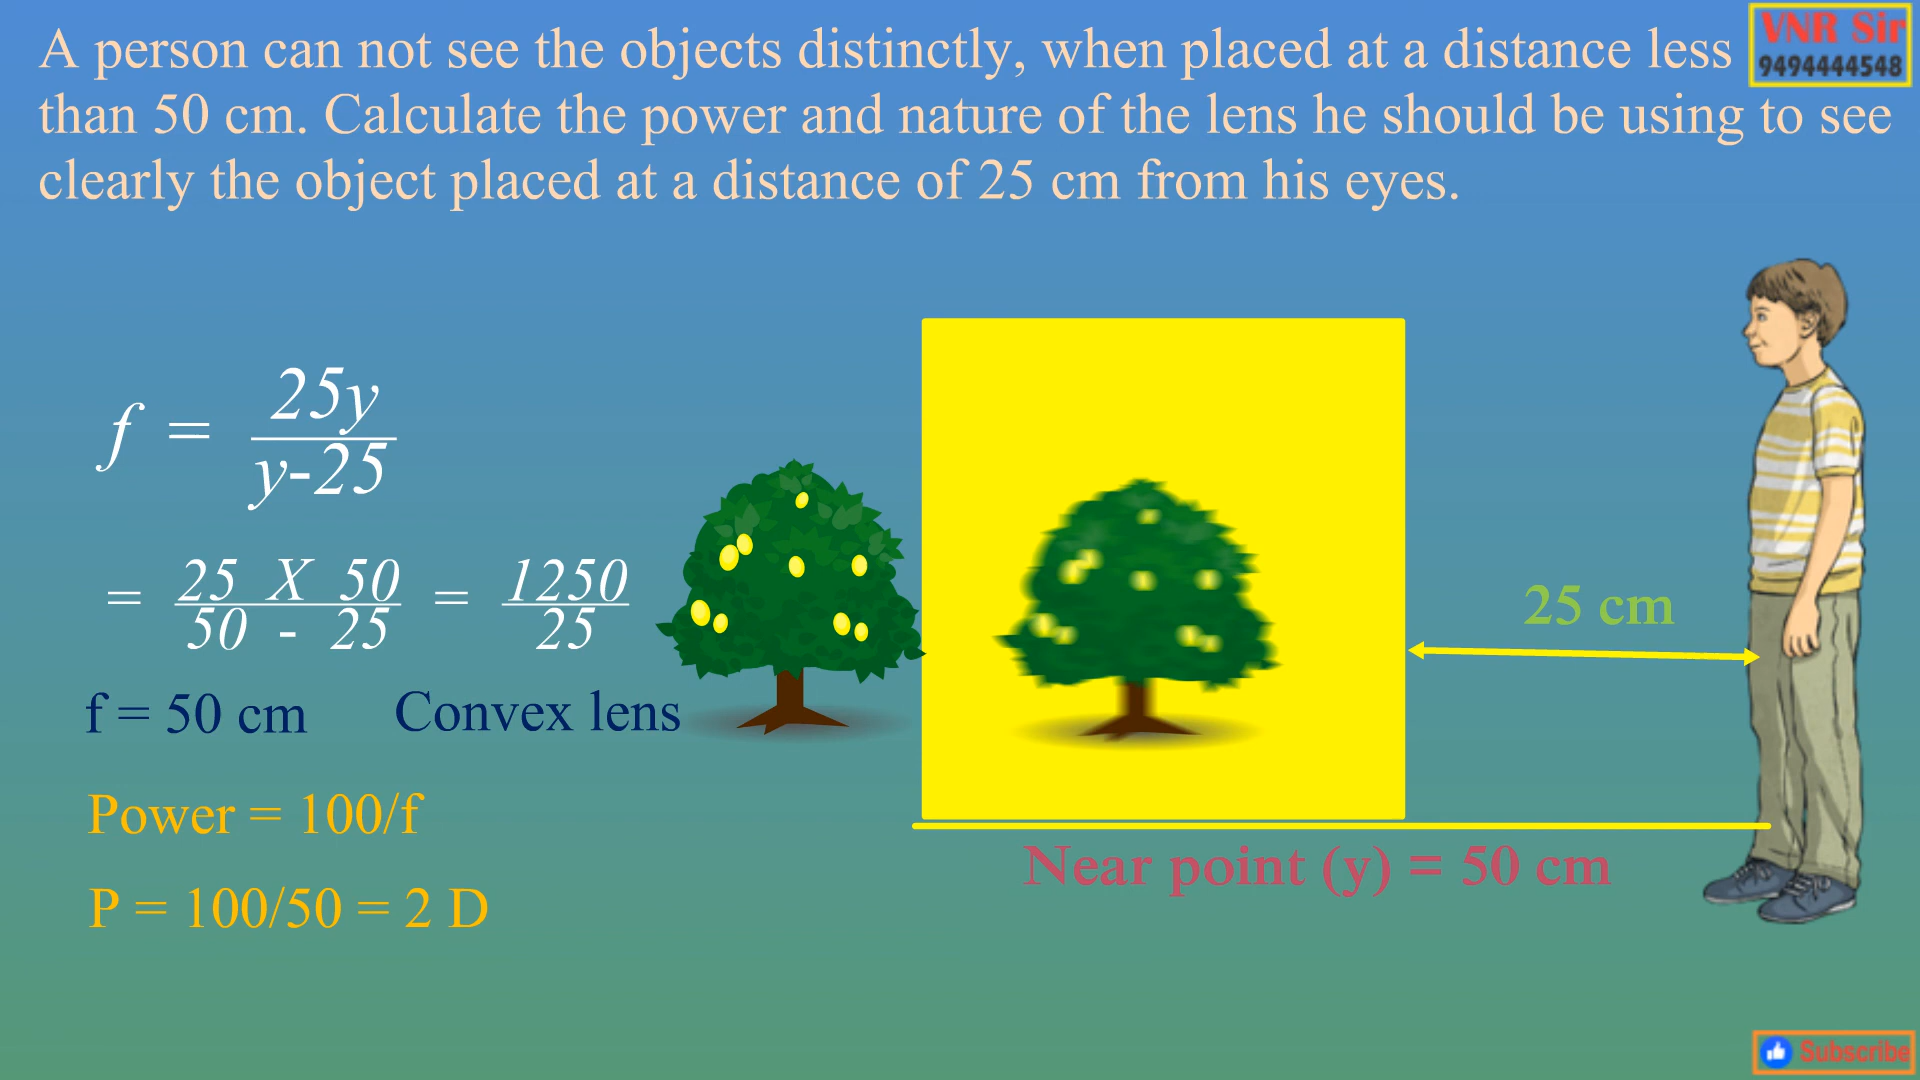 A person can not see the objects distinctly, when placed at a distance less
than 50 cm. Calculate the power and nature of the lens he should be using to see
clearly the object placed at a distance of 25 cm from his eyes.
VNR Sir
9494444548
f = 25y
y-25
= 25 X 50 = 1250
50 - 25 25
f = 50 cm Convex lens
Power = 100/f
P = 100/50 = 2 D
25 cm
Near point (y) = 50 cm
Subscribe